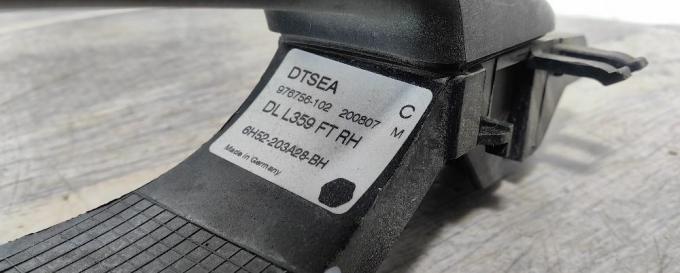 DTSEA
976756-102 200807 C
DL L359 FT RH M
6H52-203A28-BH
Made in Germany